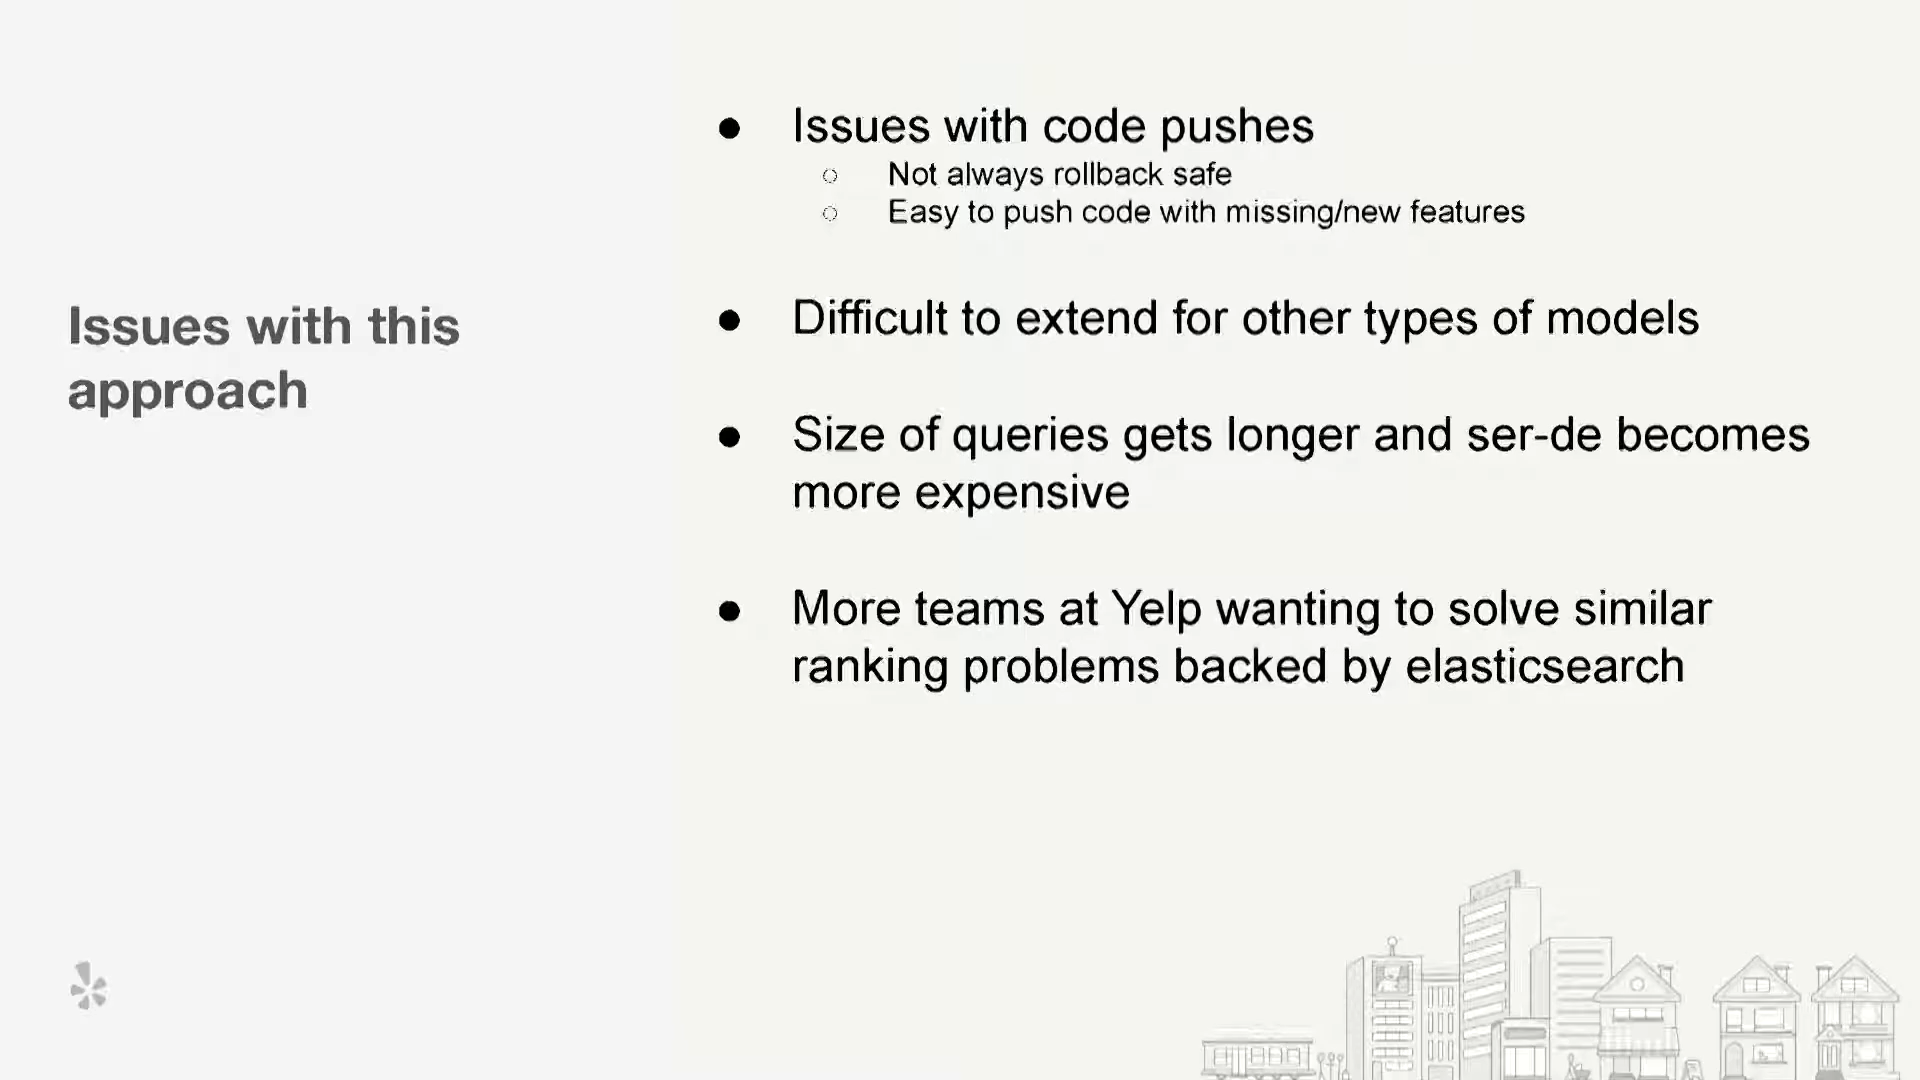 Issues with this
approach
● Issues with code pushes
○ Not always rollback safe
○ Easy to push code with missing/new features
● Difficult to extend for other types of models
● Size of queries gets longer and ser-de becomes
more expensive
● More teams at Yelp wanting to solve similar
ranking problems backed by elasticsearch